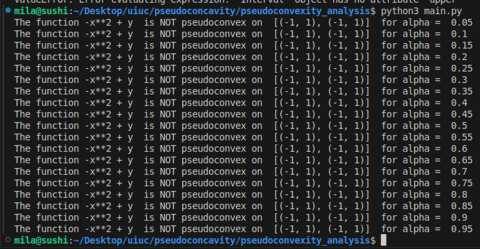 ValueError: Error evaluating expression: 'Interval' object has no attribute 'upper'
mila@sushi:~/Desktop/uiuc/pseudoconcavity/pseudoconvexity_analysis$ python3 main.py
The function -x**2 + y  is NOT pseudoconvex on  [(-1, 1), (-1, 1)]  for alpha =  0.05
The function -x**2 + y  is NOT pseudoconvex on  [(-1, 1), (-1, 1)]  for alpha =  0.1
The function -x**2 + y  is NOT pseudoconvex on  [(-1, 1), (-1, 1)]  for alpha =  0.15
The function -x**2 + y  is NOT pseudoconvex on  [(-1, 1), (-1, 1)]  for alpha =  0.2
The function -x**2 + y  is NOT pseudoconvex on  [(-1, 1), (-1, 1)]  for alpha =  0.25
The function -x**2 + y  is NOT pseudoconvex on  [(-1, 1), (-1, 1)]  for alpha =  0.3
The function -x**2 + y  is NOT pseudoconvex on  [(-1, 1), (-1, 1)]  for alpha =  0.35
The function -x**2 + y  is NOT pseudoconvex on  [(-1, 1), (-1, 1)]  for alpha =  0.4
The function -x**2 + y  is NOT pseudoconvex on  [(-1, 1), (-1, 1)]  for alpha =  0.45
The function -x**2 + y  is NOT pseudoconvex on  [(-1, 1), (-1, 1)]  for alpha =  0.5
The function -x**2 + y  is NOT pseudoconvex on  [(-1, 1), (-1, 1)]  for alpha =  0.55
The function -x**2 + y  is NOT pseudoconvex on  [(-1, 1), (-1, 1)]  for alpha =  0.6
The function -x**2 + y  is NOT pseudoconvex on  [(-1, 1), (-1, 1)]  for alpha =  0.65
The function -x**2 + y  is NOT pseudoconvex on  [(-1, 1), (-1, 1)]  for alpha =  0.7
The function -x**2 + y  is NOT pseudoconvex on  [(-1, 1), (-1, 1)]  for alpha =  0.75
The function -x**2 + y  is NOT pseudoconvex on  [(-1, 1), (-1, 1)]  for alpha =  0.8
The function -x**2 + y  is NOT pseudoconvex on  [(-1, 1), (-1, 1)]  for alpha =  0.85
The function -x**2 + y  is NOT pseudoconvex on  [(-1, 1), (-1, 1)]  for alpha =  0.9
The function -x**2 + y  is NOT pseudoconvex on  [(-1, 1), (-1, 1)]  for alpha =  0.95
mila@sushi:~/Desktop/uiuc/pseudoconcavity/pseudoconvexity_analysis$